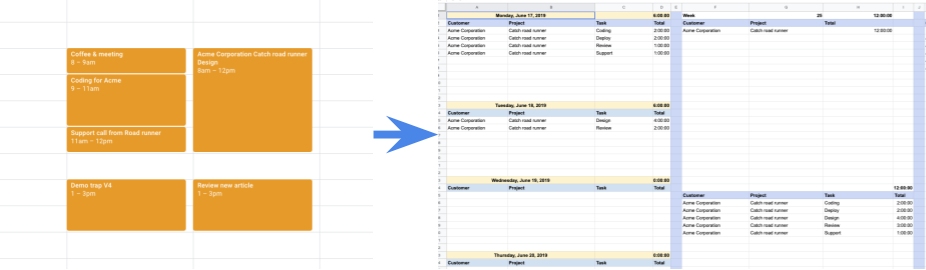 Coffee & meeting
8 – 9am
Coding for Acme
9 – 11am
Support call from Road runner
11am – 12pm
Demo trap V4
1 – 3pm
Acme Corporation Catch road runner
Design
8am – 12pm
Review new article
1 – 3pm
A B C D E F G H I J
Monday, June 17, 2019 6:00:00
Customer Project Task Total
Acme Corporation Catch road runner Coding 2:00:00
Acme Corporation Catch road runner Deploy 2:00:00
Acme Corporation Catch road runner Review 1:00:00
Acme Corporation Catch road runner Support 1:00:00
Tuesday, June 18, 2019 6:00:00
Customer Project Task Total
Acme Corporation Catch road runner Design 4:00:00
Acme Corporation Catch road runner Review 2:00:00
Wednesday, June 19, 2019 0:00:00
Customer Project Task Total
Thursday, June 20, 2019 0:00:00
Customer Project Task Total
Week 25 12:00:00
Customer Project Total
Acme Corporation Catch road runner 12:00:00
12:00:00
Customer Project Task Total
Acme Corporation Catch road runner Coding 2:00:00
Acme Corporation Catch road runner Deploy 2:00:00
Acme Corporation Catch road runner Design 4:00:00
Acme Corporation Catch road runner Review 3:00:00
Acme Corporation Catch road runner Support 1:00:00